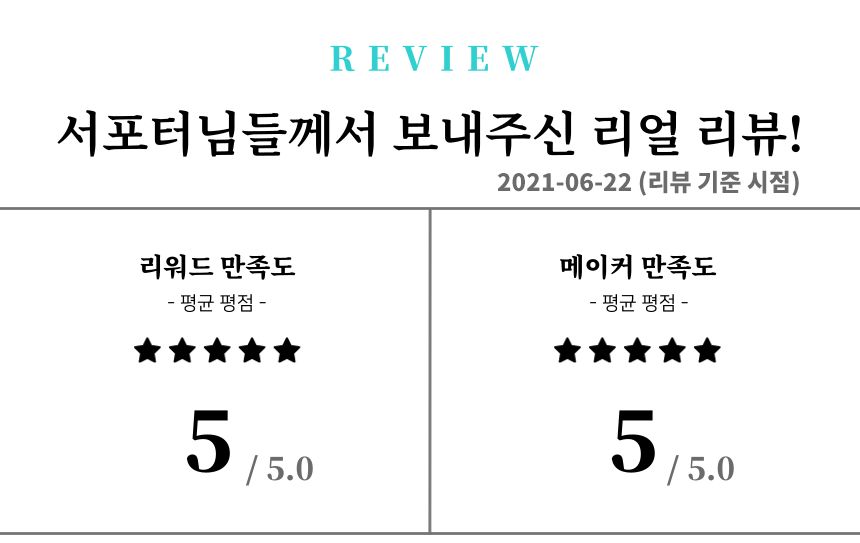 REVIEW
서포터님들께서 보내주신 리얼 리뷰!
2021-06-22 (리뷰 기준 시점)
리워드 만족도
- 평균 평점 -
★★★★★
5 / 5.0
메이커 만족도
- 평균 평점 -
★★★★★
5 / 5.0